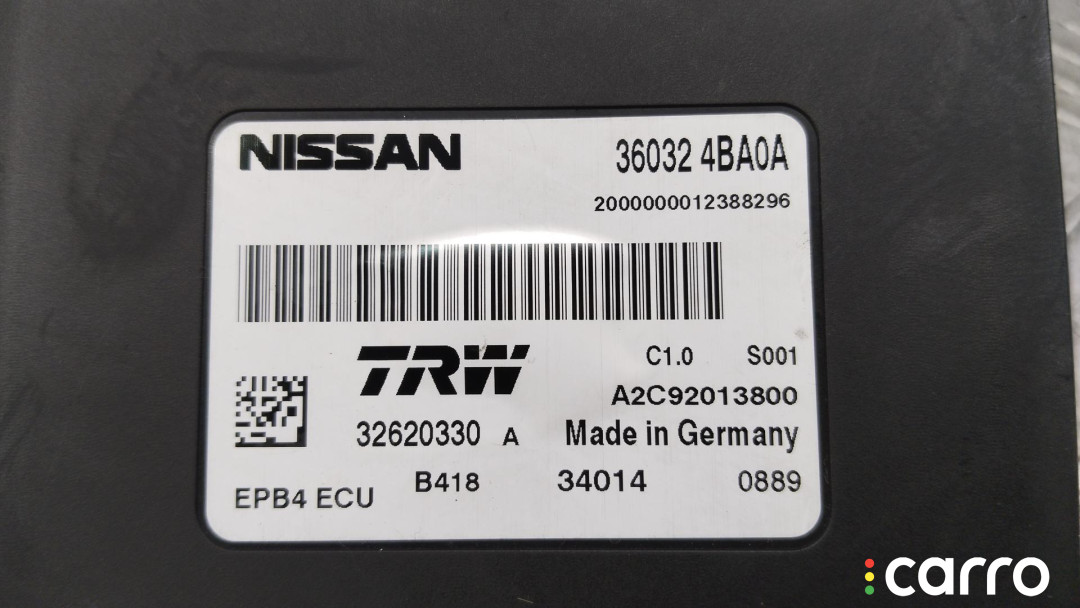 NISSAN 36032 4BA0A
2000000012388296
TRW C1.0 S001
A2C92013800
32620330 A Made in Germany
EPB4 ECU B418 34014 0889
carro